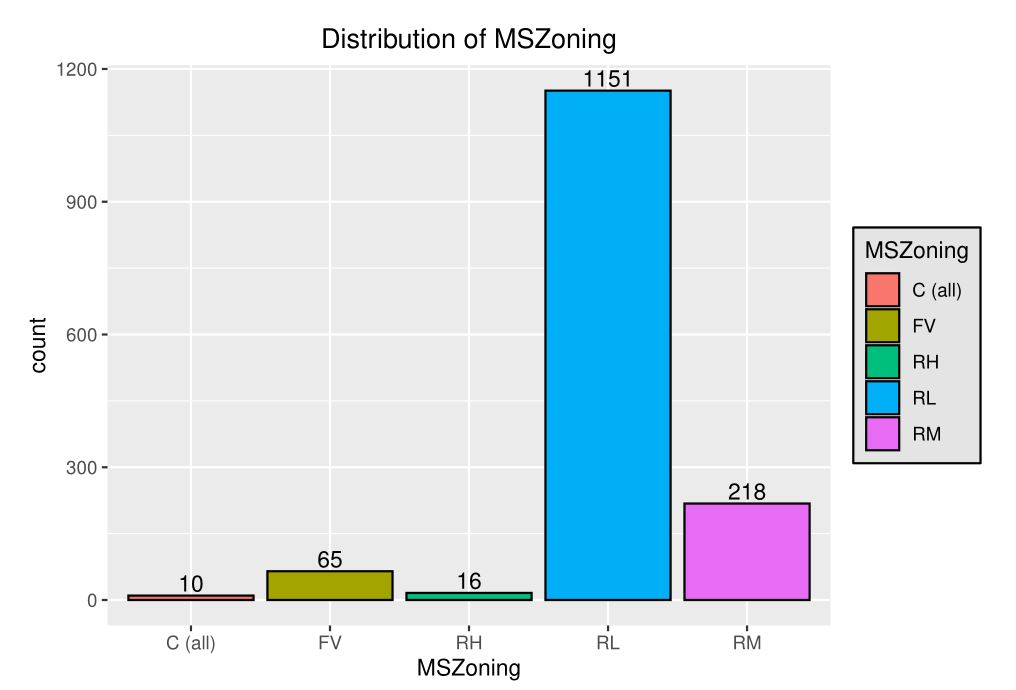 Distribution of MSZoning
1200
900
600
300
0
count
1151
218
65
16
10
C (all)
FV
RH
RL
RM
MSZoning
MSZoning
C (all)
FV
RH
RL
RM